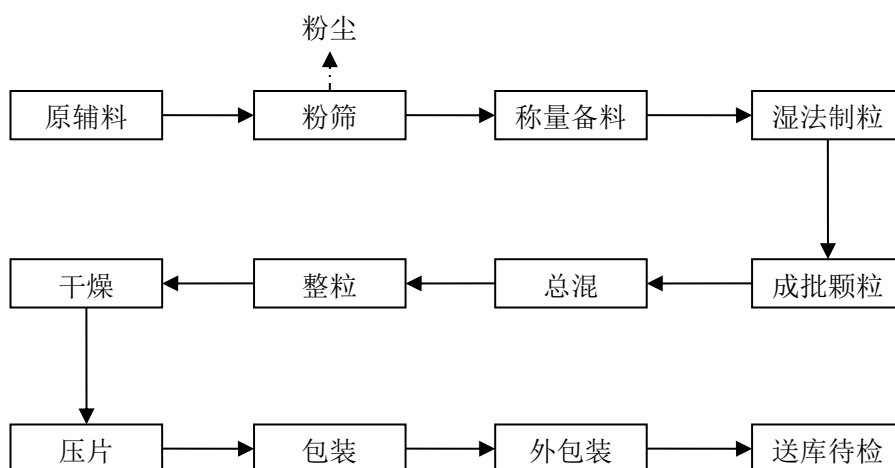 粉尘
原辅料
粉筛
称量备料
湿法制粒
干燥
整粒
总混
成批颗粒
压片
包装
外包装
送库待检